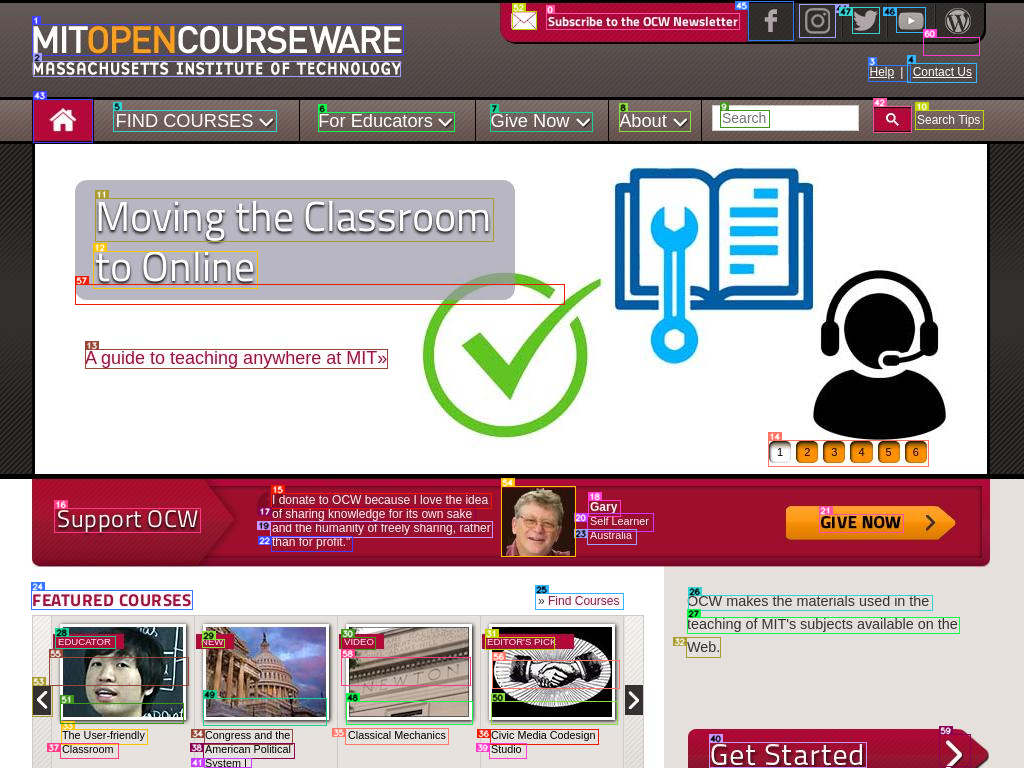 Subscribe to the OCW Newsletter
MITOPENCOURSEWARE
MASSACHUSETTS INSTITUTE OF TECHNOLOGY
Help | Contact Us
FIND COURSES
For Educators
Give Now
About
Search
Search Tips
Moving the Classroom
to Online
A guide to teaching anywhere at MIT»
1 2 3 4 5 6
Support OCW
I donate to OCW because I love the idea
of sharing knowledge for its own sake
and the humanity of freely sharing, rather
than for profit."
Gary
Self Learner
Australia
GIVE NOW
FEATURED COURSES
» Find Courses
EDUCATOR
NEW
VIDEO
EDITOR'S PICK
NEWTON
The User-friendly
Classroom
Congress and the
American Political
System I
Classical Mechanics
Civic Media Codesign
Studio
OCW makes the materials used in the
teaching of MIT's subjects available on the
Web.
Get Started